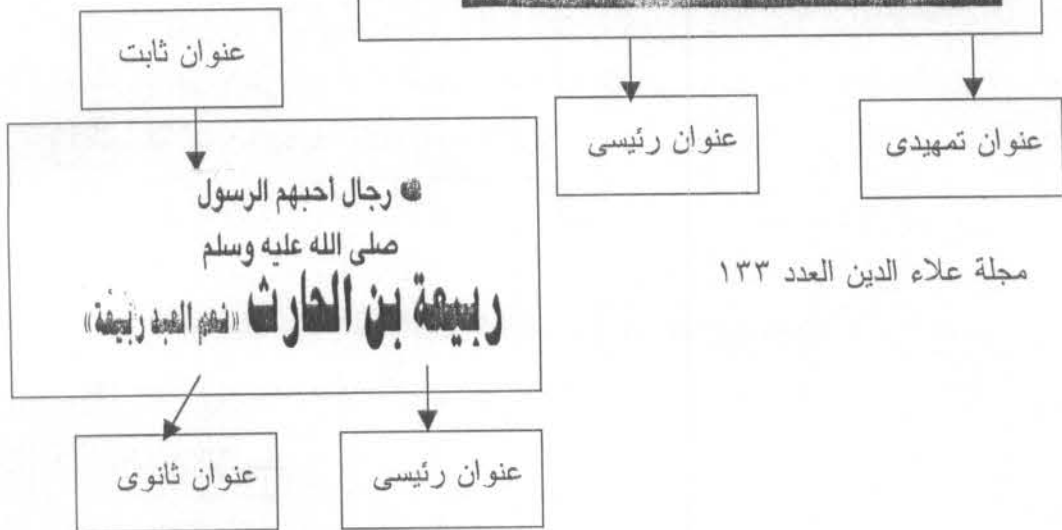 عنوان ثابت
عنوان تمهيدى
عنوان رئيسى
رجال أحبهم الرسول
صلى الله عليه وسلم
ربيعة بن الحارث «نعم العبد ربيعة»
مجلة علاء الدين العدد ١٣٣
عنوان رئيسى
عنوان ثانوى